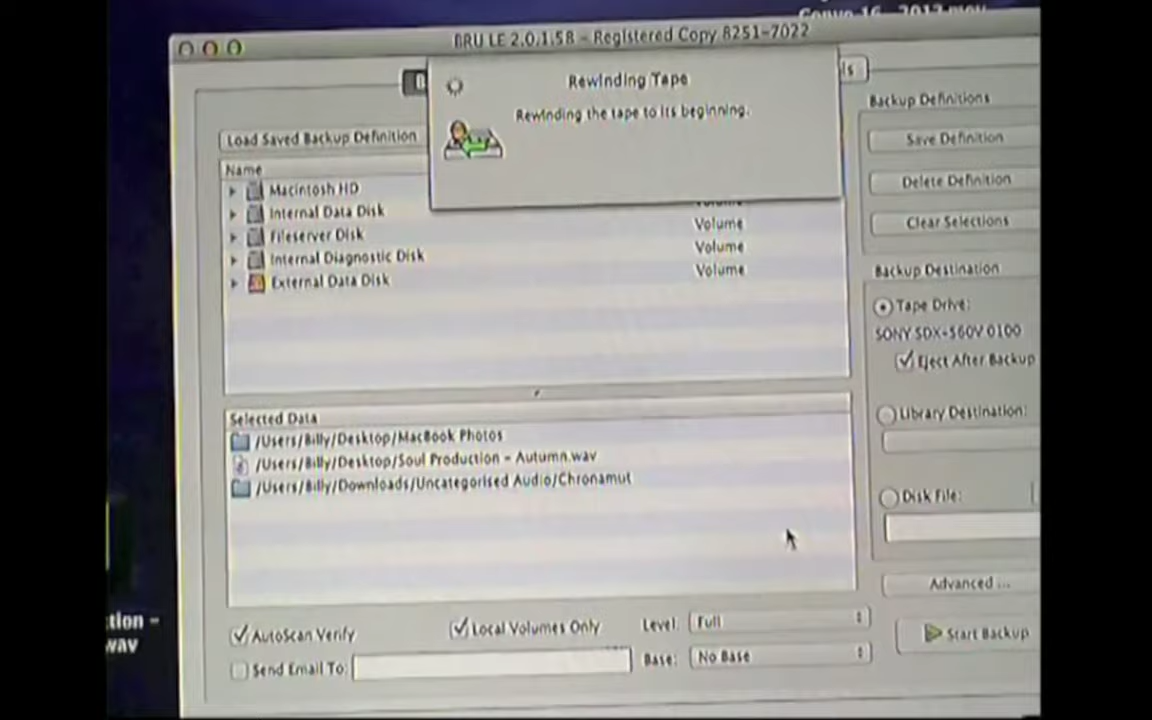 Convo 16, 2012.mov
BRU LE 2.0.1.58 - Registered Copy 8251-7022
Rewinding Tape
Rewinding the tape to its beginning.
ls
Backup Definitions
Load Saved Backup Definition
Save Definition
Name
Macintosh HD
Delete Definition
Internal Data Disk
Volume
Fileserver Disk
Volume
Clear Selections
Internal Diagnostic Disk
Volume
External Data Disk
Volume
Backup Destination
Tape Drive:
SONY SDX-560V 0100
Eject After Backup
Selected Data
Library Destination:
/Users/Billy/Desktop/MacBook Photos
/Users/Billy/Desktop/Soul Production - Autumn.wav
/Users/Billy/Downloads/Uncategorised Audio/Chronamut
Disk File:
Advanced ...
tion -
wav
AutoScan Verify
Local Volumes Only
Level: Full
Start Backup
Send Email To:
Base: No Base